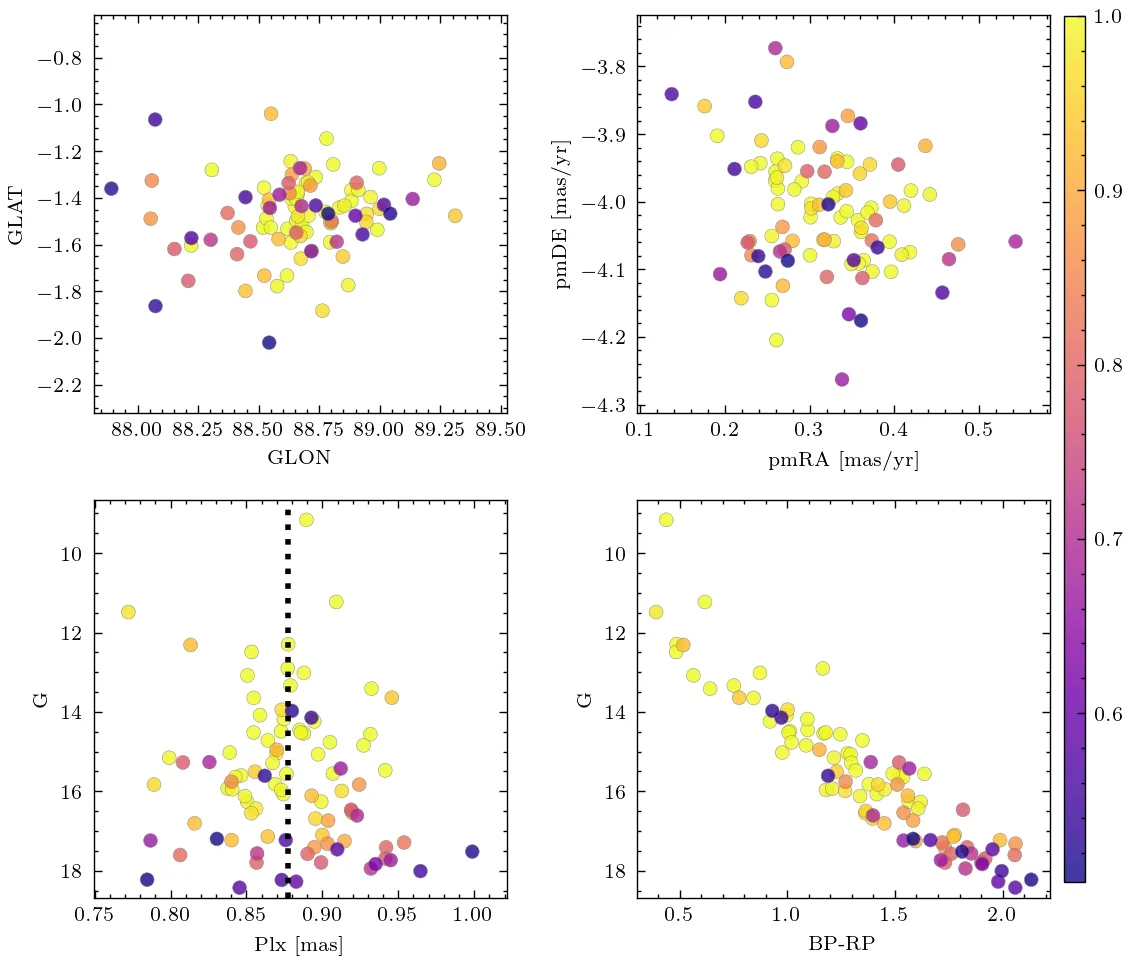 −0.8
−1.0
−1.2
−1.4
−1.6
−1.8
−2.0
−2.2
GLAT
88.00 88.25 88.50 88.75 89.00 89.25 89.50
GLON
−3.8
−3.9
−4.0
−4.1
−4.2
−4.3
pmDE [mas/yr]
0.1 0.2 0.3 0.4 0.5
pmRA [mas/yr]
10
12
14
16
18
G
0.75 0.80 0.85 0.90 0.95 1.00
Plx [mas]
10
12
14
16
18
G
0.5 1.0 1.5 2.0
BP-RP
1.0
0.9
0.8
0.7
0.6